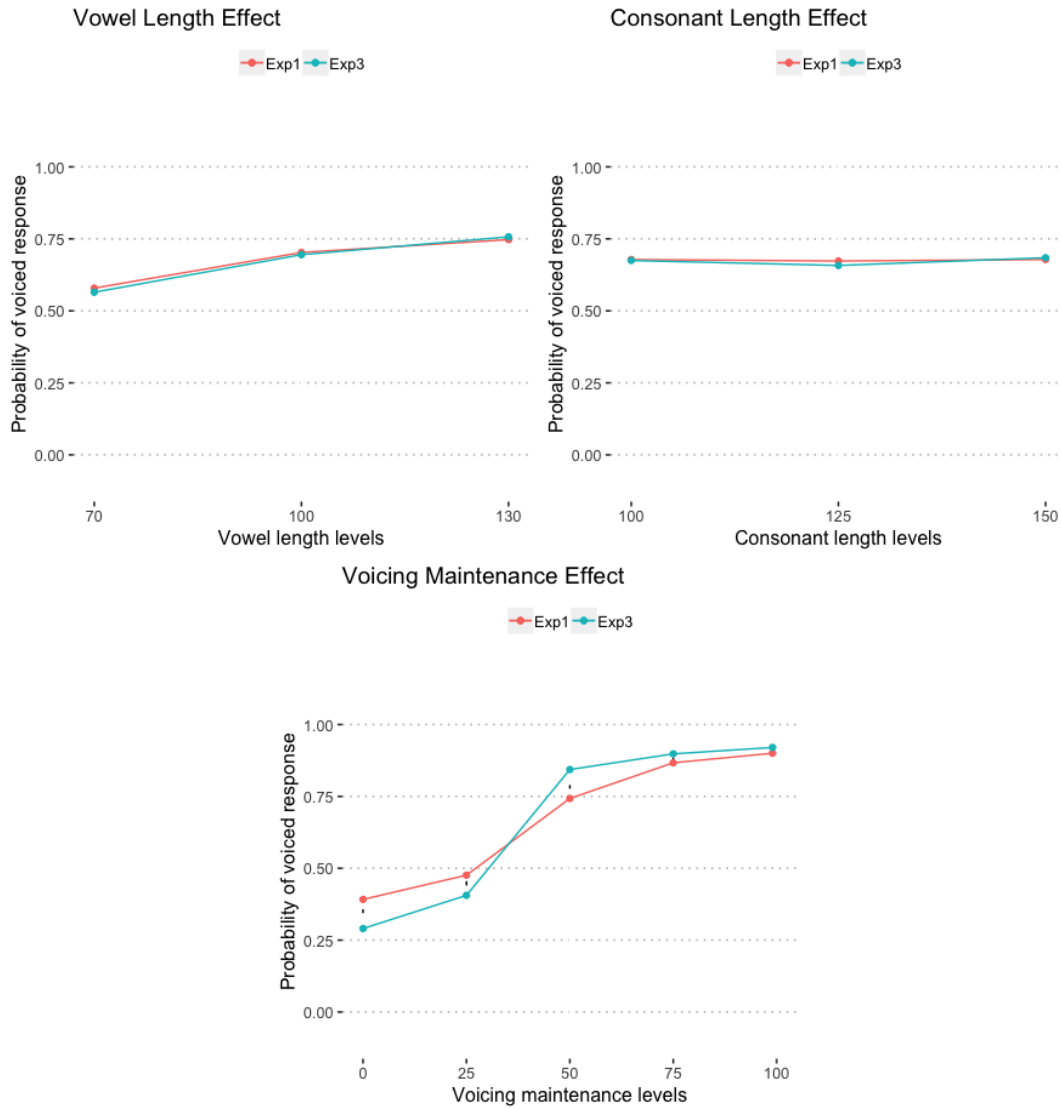 Vowel Length Effect
Exp1 Exp3
Probability of voiced response
1.00
0.75
0.50
0.25
0.00
70 100 130
Vowel length levels
Consonant Length Effect
Exp1 Exp3
Probability of voiced response
1.00
0.75
0.50
0.25
0.00
100 125 150
Consonant length levels
Voicing Maintenance Effect
Exp1 Exp3
Probability of voiced response
1.00
0.75
0.50
0.25
0.00
0 25 50 75 100
Voicing maintenance levels